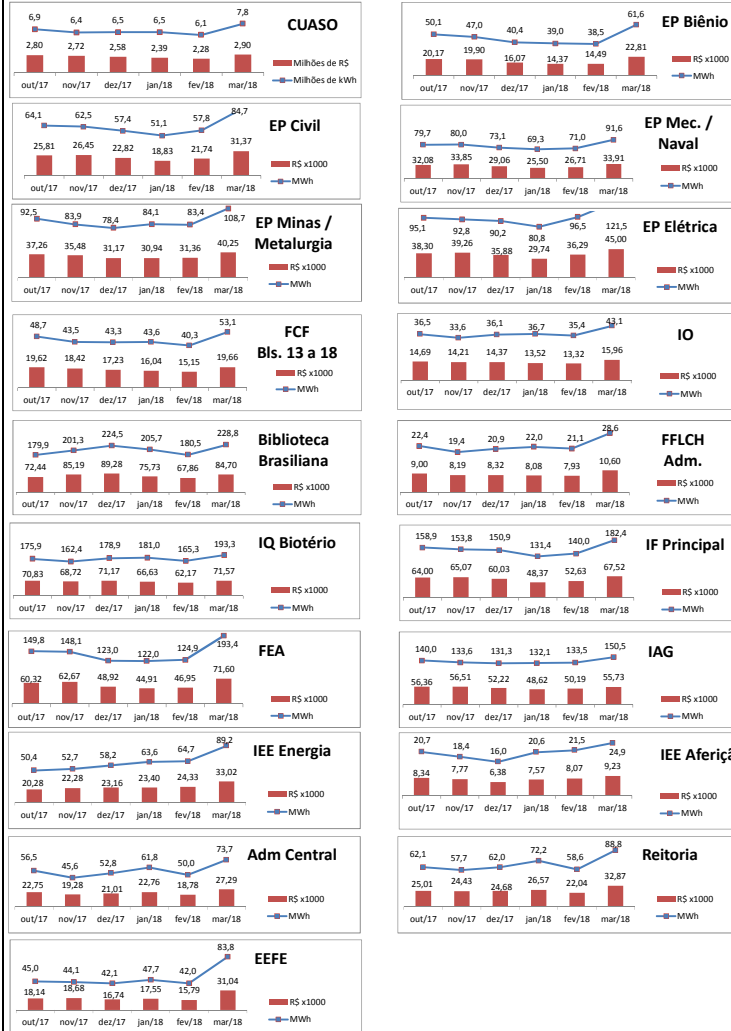 CUASO
6,9 6,4 6,5 6,5 6,1 7,8
2,80 2,72 2,58 2,39 2,28 2,90
out/17 nov/17 dez/17 jan/18 fev/18 mar/18
Milhões de R$
Milhões de kWh
EP Biênio
50,1 47,0 40,4 39,0 38,5 61,6
20,17 19,90 16,07 14,37 14,49 22,81
out/17 nov/17 dez/17 jan/18 fev/18 mar/18
R$ x1000
MWh
EP Civil
64,1 62,5 57,4 51,1 57,8 84,7
25,81 26,45 22,82 18,83 21,74 31,37
out/17 nov/17 dez/17 jan/18 fev/18 mar/18
R$ x1000
MWh
EP Mec. /
Naval
79,7 80,0 73,1 69,3 71,0 91,6
32,08 33,85 29,06 25,50 26,71 33,91
out/17 nov/17 dez/17 jan/18 fev/18 mar/18
R$ x1000
MWh
EP Minas /
Metalurgia
92,5 83,9 78,4 84,1 83,4 108,7
37,26 35,48 31,17 30,94 31,36 40,25
out/17 nov/17 dez/17 jan/18 fev/18 mar/18
R$ x1000
MWh
EP Elétrica
95,1 92,8 90,2 80,8 96,5 121,5
38,30 39,26 35,88 29,74 36,29 45,00
out/17 nov/17 dez/17 jan/18 fev/18 mar/18
R$ x1000
MWh
FCF
Bls. 13 a 18
48,7 43,5 43,3 43,6 40,3 53,1
19,62 18,42 17,23 16,04 15,15 19,66
out/17 nov/17 dez/17 jan/18 fev/18 mar/18
R$ x1000
MWh
IO
36,5 33,6 36,1 36,7 35,4 43,1
14,69 14,21 14,37 13,52 13,32 15,96
out/17 nov/17 dez/17 jan/18 fev/18 mar/18
R$ x1000
MWh
Biblioteca
Brasiliana
179,9 201,3 224,5 205,7 180,5 228,8
72,44 85,19 89,28 75,73 67,86 84,70
out/17 nov/17 dez/17 jan/18 fev/18 mar/18
R$ x1000
MWh
FFLCH
Adm.
22,4 19,4 20,9 22,0 21,1 28,6
9,00 8,19 8,32 8,08 7,93 10,60
out/17 nov/17 dez/17 jan/18 fev/18 mar/18
R$ x1000
MWh
IQ Biotério
175,9 162,4 178,9 181,0 165,3 193,3
70,83 68,72 71,17 66,63 62,17 71,57
out/17 nov/17 dez/17 jan/18 fev/18 mar/18
R$ x1000
MWh
IF Principal
158,9 153,8 150,9 131,4 140,0 182,4
64,00 65,07 60,03 48,37 52,63 67,52
out/17 nov/17 dez/17 jan/18 fev/18 mar/18
R$ x1000
MWh
FEA
149,8 148,1 123,0 122,0 124,9 193,4
60,32 62,67 48,92 44,91 46,95 71,60
out/17 nov/17 dez/17 jan/18 fev/18 mar/18
R$ x1000
MWh
IAG
140,0 133,6 131,3 132,1 133,5 150,5
56,36 56,51 52,22 48,62 50,19 55,73
out/17 nov/17 dez/17 jan/18 fev/18 mar/18
R$ x1000
MWh
IEE Energia
50,4 52,7 58,2 63,6 64,7 89,2
20,28 22,28 23,16 23,40 24,33 33,02
out/17 nov/17 dez/17 jan/18 fev/18 mar/18
R$ x1000
MWh
IEE Aferiçã
20,7 18,4 16,0 20,6 21,5 24,9
8,34 7,77 6,38 7,57 8,07 9,23
out/17 nov/17 dez/17 jan/18 fev/18 mar/18
R$ x1000
MWh
Adm Central
56,5 45,6 52,8 61,8 50,0 73,7
22,75 19,28 21,01 22,76 18,78 27,29
out/17 nov/17 dez/17 jan/18 fev/18 mar/18
R$ x1000
MWh
Reitoria
62,1 57,7 62,0 72,2 58,6 88,8
25,01 24,43 24,68 26,57 22,04 32,87
out/17 nov/17 dez/17 jan/18 fev/18 mar/18
R$ x1000
MWh
EEFE
45,0 44,1 42,1 47,7 42,0 83,8
18,14 18,68 16,74 17,55 15,79 31,04
out/17 nov/17 dez/17 jan/18 fev/18 mar/18
R$ x1000
MWh